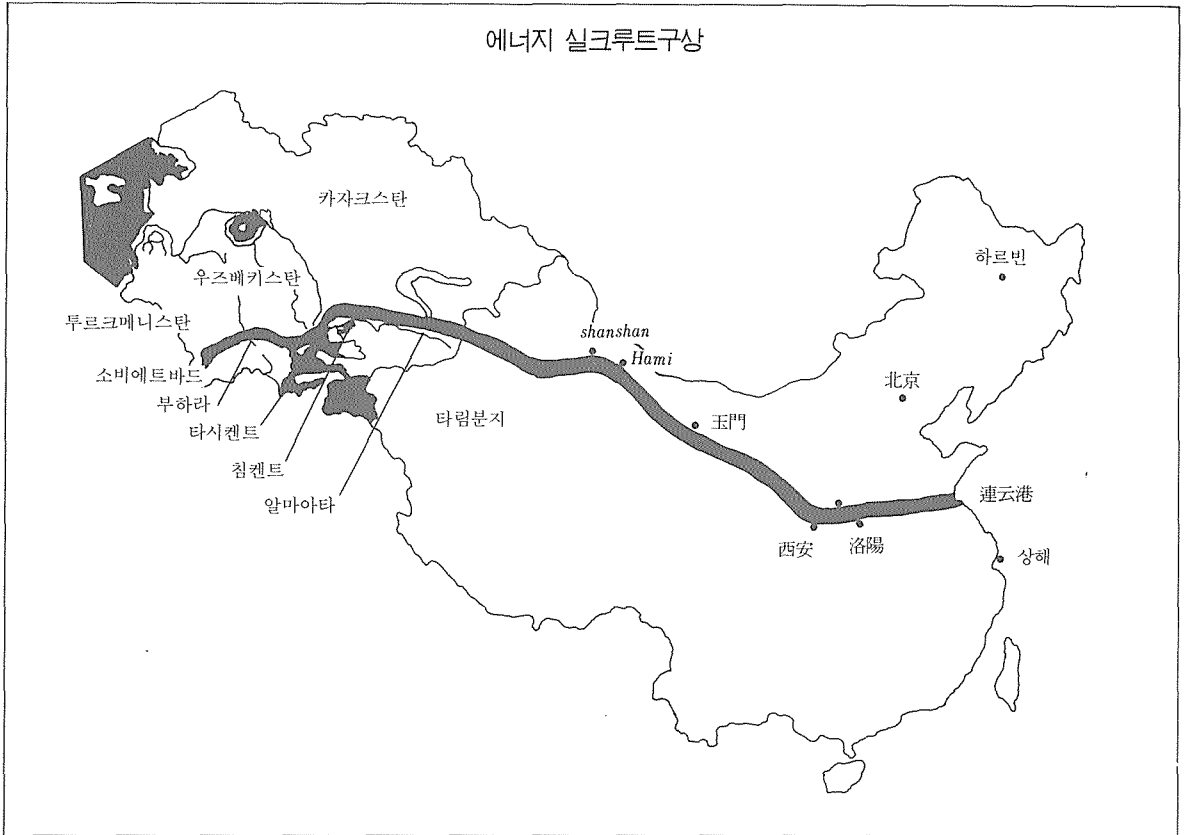 에너지 실크루트구상
카자크스탄
하르빈
우즈베키스탄
투르크메니스탄
shanshan
Hami
소비에트바드
北京
부하라
타림분지
玉門
타시켄트
침켄트
알마아타
連云港
西安
洛陽
상해